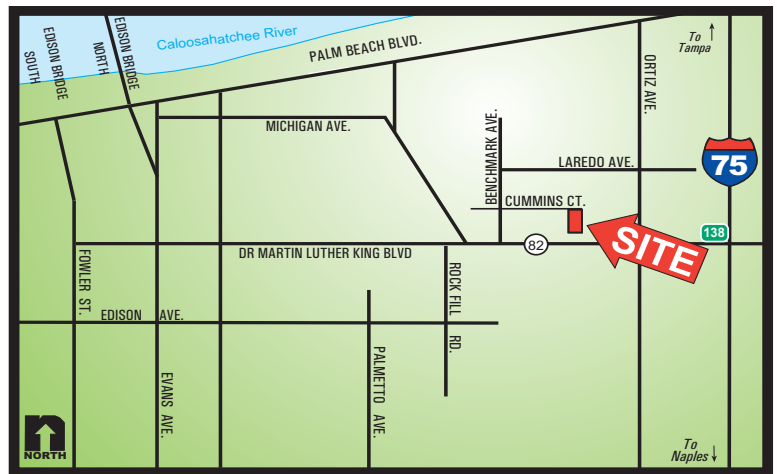 Caloosahatchee River
EDISON BRIDGE
SOUTH
EDISON BRIDGE
NORTH
PALM BEACH BLVD.
To
Tampa
ORTIZ AVE.
MICHIGAN AVE.
BENCHMARK AVE.
LAREDO AVE.
75
CUMMINS CT.
SITE
138
82
DR MARTIN LUTHER KING BLVD
FOWLER ST.
ROCK FILL RD.
EDISON AVE.
EVANS AVE.
PALMETTO AVE.
n
NORTH
To
Naples